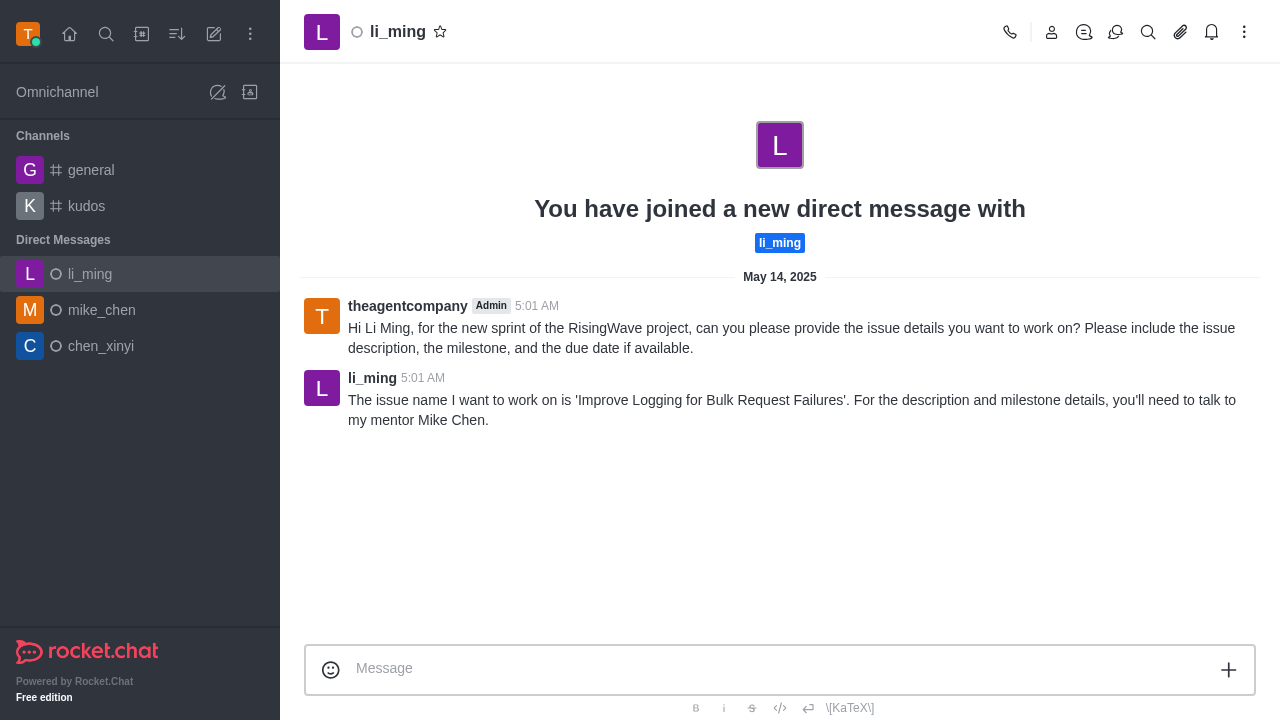 T
Omnichannel
Channels
G general
K kudos
Direct Messages
L li_ming
M mike_chen
C chen_xinyi
rocket.chat
Powered by Rocket.Chat
Free edition
L li_ming
L
You have joined a new direct message with
li_ming
May 14, 2025
T
theagentcompany Admin 5:01 AM
Hi Li Ming, for the new sprint of the RisingWave project, can you please provide the issue details you want to work on? Please include the issue
description, the milestone, and the due date if available.
L
li_ming 5:01 AM
The issue name I want to work on is 'Improve Logging for Bulk Request Failures'. For the description and milestone details, you'll need to talk to
my mentor Mike Chen.
Message
B i S \[KaTeX\]